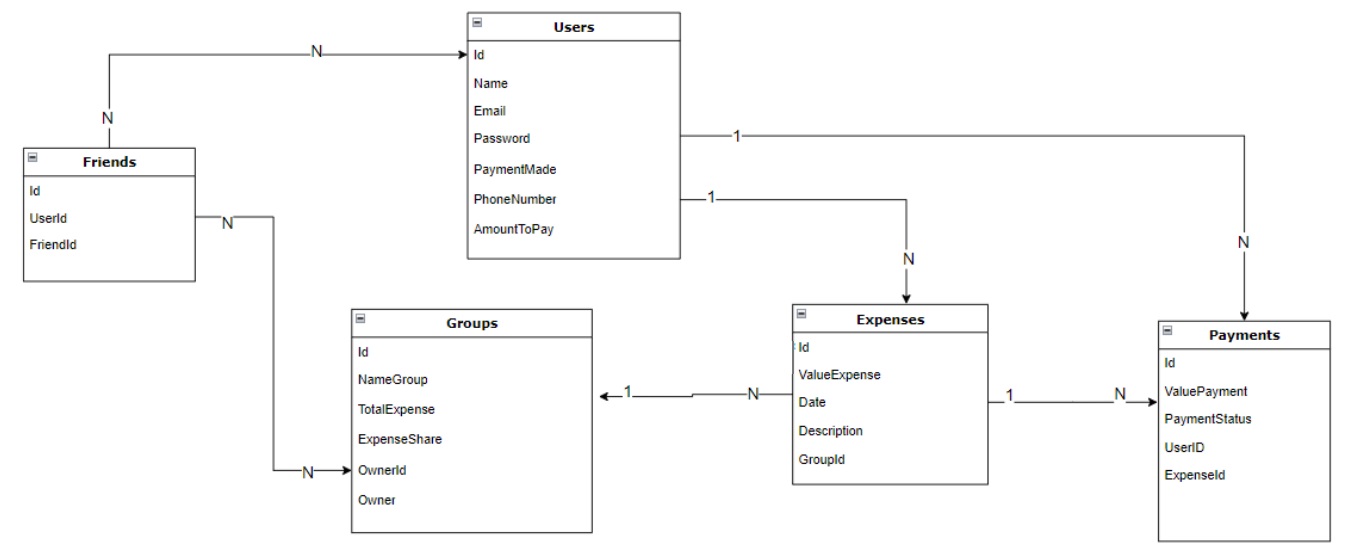 Users
Id
Name
Email
Password
PaymentMade
PhoneNumber
AmountToPay
N
N
Friends
Id
UserId
FriendId
N
N
Groups
Id
NameGroup
TotalExpense
ExpenseShare
OwnerId
Owner
1
N
1
N
Expenses
Id
ValueExpense
Date
Description
GroupId
1
N
1
N
Payments
Id
ValuePayment
PaymentStatus
UserID
ExpenseId